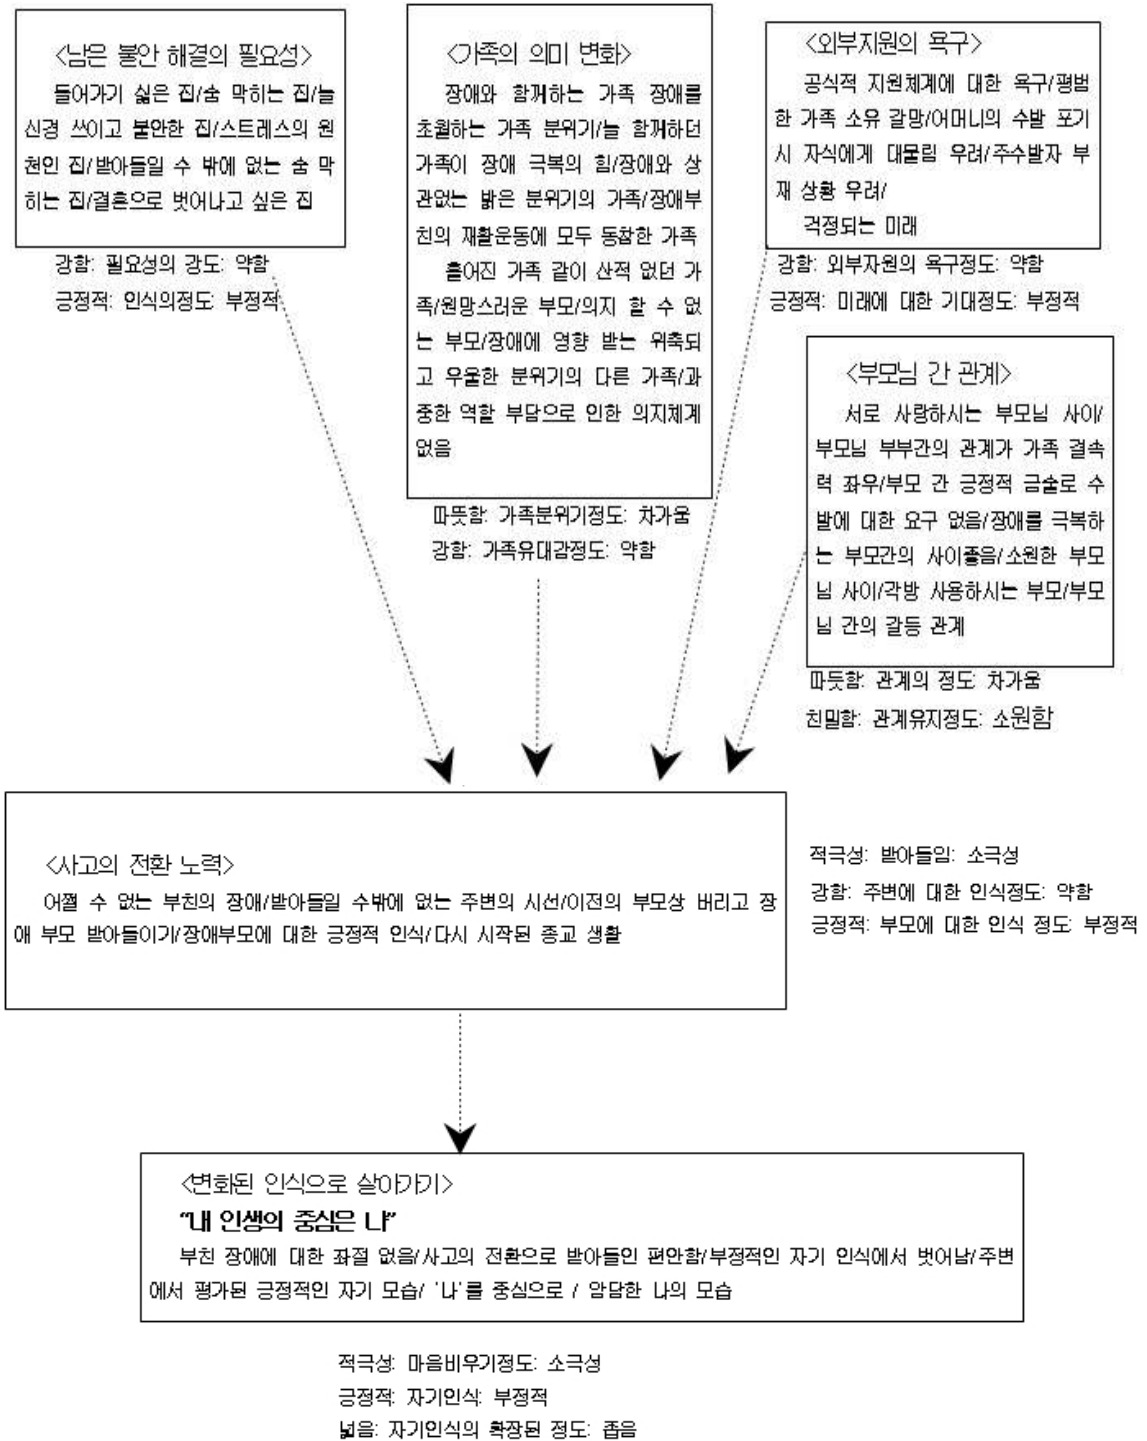 <남은 불안 해결의 필요성>
들어가기 싫은 집/숨 막히는 집/늘
신경 쓰이고 불안한 집/스트레스의 원
천인 집/받아들일 수 밖에 없는 숨 막
히는 집/결혼으로 벗어나고 싶은 집
강함: 필요성의 강도: 약함
긍정적: 인식의정도: 부정적
<가족의 의미 변화>
장애와 함께하는 가족 장애를
초월하는 가족 분위기/늘 함께하던
가족이 장애 극복의 힘/장애와 상
관없는 밝은 분위기의 가족/장애부
친의 재활운동에 모두 동참한 가족
흩어진 가족 같이 산적 없던 가
족/원망스러운 부모/의지 할 수 없
는 부모/장애에 영향 받는 위축되
고 우울한 분위기의 다른 가족/과
중한 역할 부담으로 인한 의지체계
없음
따뜻함: 가족분위기정도: 차가움
강함: 가족유대감정도: 약함
<외부지원의 욕구>
공식적 지원체계에 대한 욕구/평범
한 가족 소유 갈망/어머니의 수발 포기
시 자식에게 대물림 우려/주수발자 부
재 상황 우려/
걱정되는 미래
강함: 외부자원의 욕구정도: 약함
긍정적: 미래에 대한 기대정도: 부정적
<부모님 간 관계>
서로 사랑하시는 부모님 사이/
부모님 부부간의 관계가 가족 결속
력 좌우/부모 간 긍정적 금술로 수
발에 대한 요구 없음/장애를 극복하
는 부모간의 사이좋음/소원한 부모
님 사이/각방 사용하시는 부모/부모
님 간의 갈등 관계
따뜻함: 관계의 정도: 차가움
친밀함: 관계유지정도: 소원함
<사고의 전환 노력>
어쩔 수 없는 부친의 장애/받아들일 수밖에 없는 주변의 시선/이전의 부모상 버리고 장
애 부모 받아들이기/장애부모에 대한 긍정적 인식/다시 시작된 종교 생활
적극성: 받아들임: 소극성
강함: 주변에 대한 인식정도: 약함
긍정적: 부모에 대한 인식 정도: 부정적
<변화된 인식으로 살아가기>
"내 인생의 중심은 나"
부친 장애에 대한 좌절 없음/사고의 전환으로 받아들인 편안함/부정적인 자기 인식에서 벗어남/주변
에서 평가된 긍정적인 자기 모습/ '나'를 중심으로 / 암담한 나의 모습
적극성: 마음비우기정도: 소극성
긍정적: 자기인식: 부정적
넓음: 자기인식의 확장된 정도: 좁음